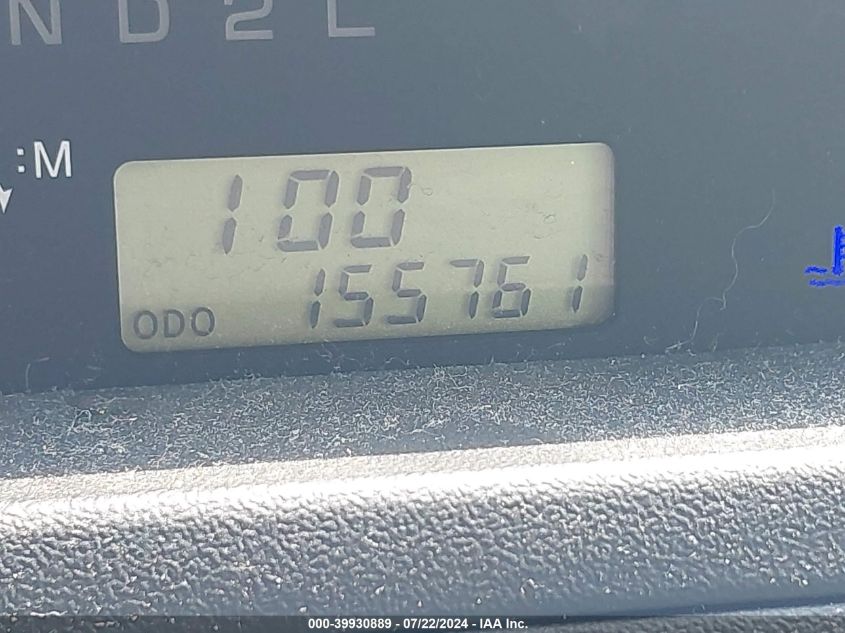 N D 2 L
:M
100
ODO 155761
000-39930889 - 07/22/2024 - IAA Inc.